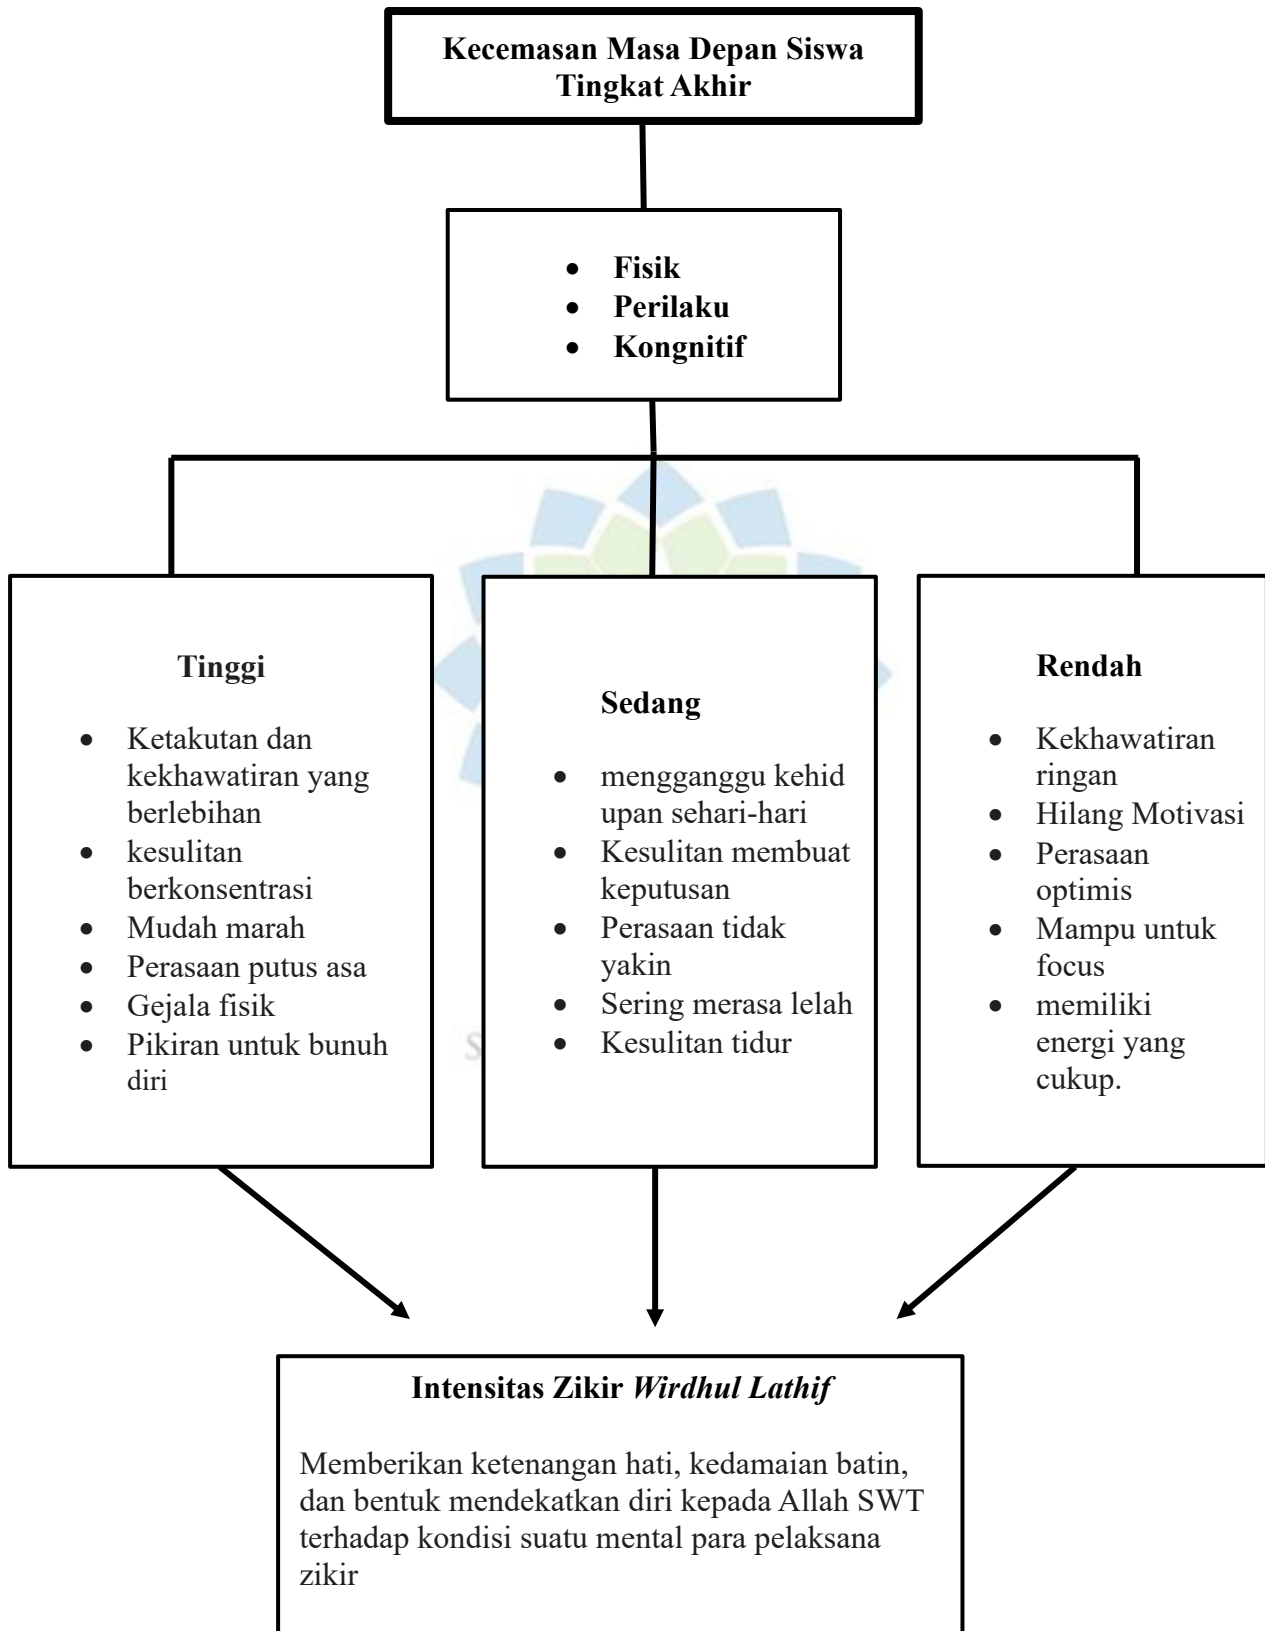 Kecemasan Masa Depan Siswa
Tingkat Akhir
• Fisik
• Perilaku
• Kongnitif
Tinggi
• Ketakutan dan
kekhawatiran yang
berlebihan
• kesulitan
berkonsentrasi
• Mudah marah
• Perasaan putus asa
• Gejala fisik
• Pikiran untuk bunuh
diri
Sedang
• mengganggu kehid
upan sehari-hari
• Kesulitan membuat
keputusan
• Perasaan tidak
yakin
• Sering merasa lelah
• Kesulitan tidur
Rendah
• Kekhawatiran
ringan
• Hilang Motivasi
• Perasaan
optimis
• Mampu untuk
focus
• memiliki
energi yang
cukup.
Intensitas Zikir Wirdhul Lathif
Memberikan ketenangan hati, kedamaian batin,
dan bentuk mendekatkan diri kepada Allah SWT
terhadap kondisi suatu mental para pelaksana
zikir